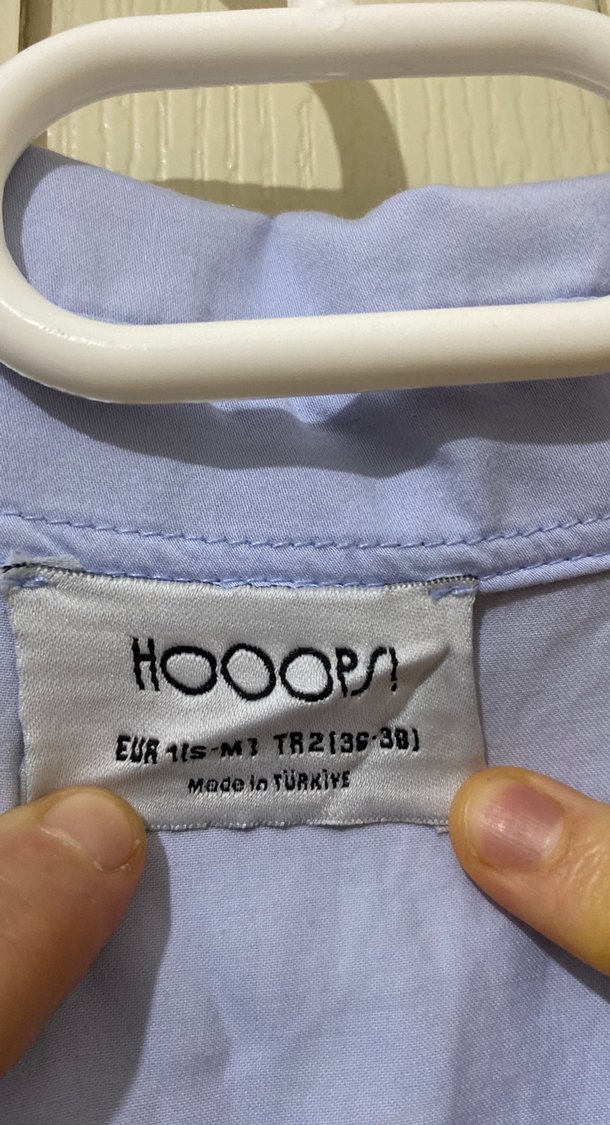 HOOOPS!
EUR 1(S-M) TR2(36-38)
Made in TÜRKİYE